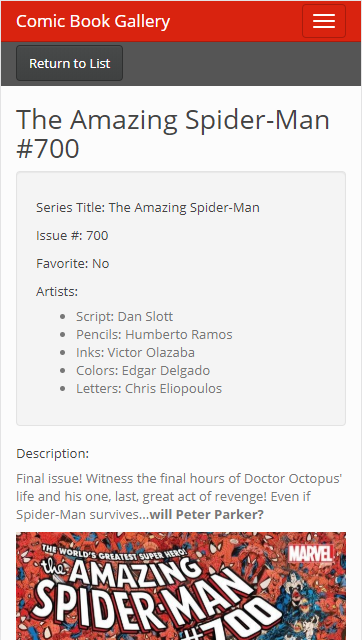 Comic Book Gallery
Return to List
The Amazing Spider-Man
#700
Series Title: The Amazing Spider-Man
Issue #: 700
Favorite: No
Artists:
Script: Dan Slott
Pencils: Humberto Ramos
Inks: Victor Olazaba
Colors: Edgar Delgado
Letters: Chris Eliopoulos
Description:
Final issue! Witness the final hours of Doctor Octopus'
life and his one, last, great act of revenge! Even if
Spider-Man survives...will Peter Parker?
THE WORLD'S GREATEST SUPER HERO!
MARVEL
the AMAZING
SPIDER-MAN
#700